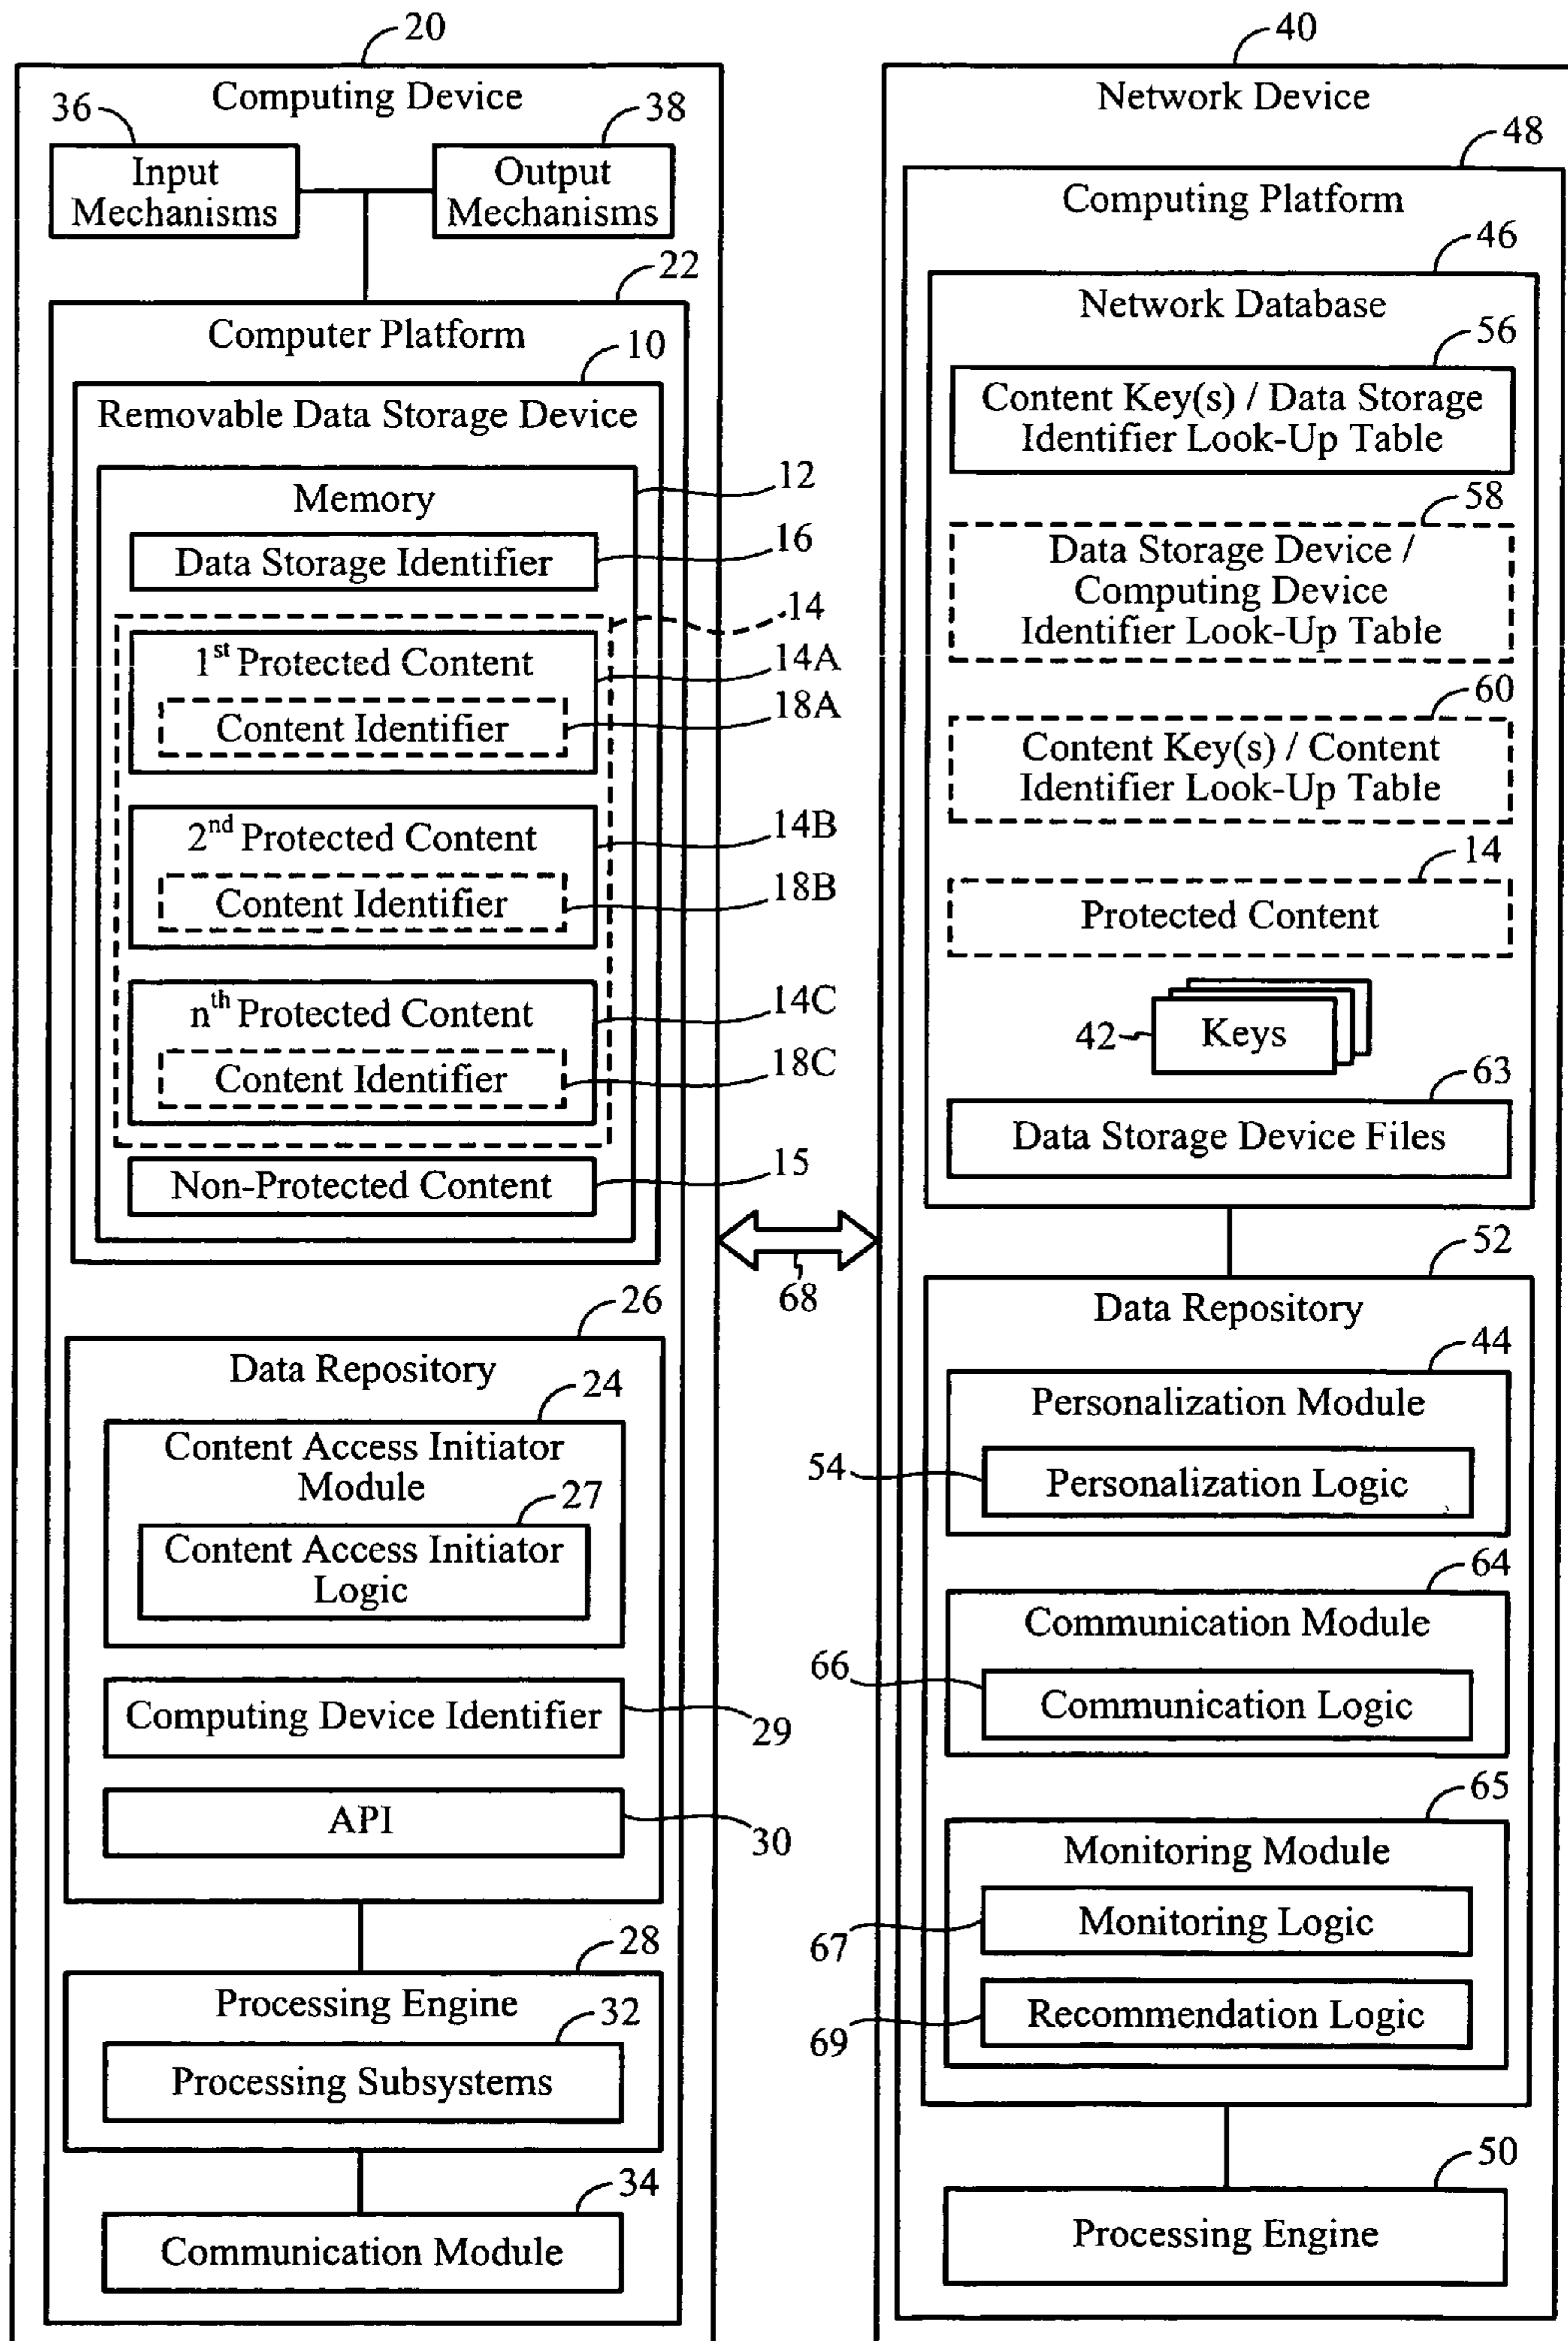 20
Computing Device
36
38
Input
Mechanisms
Output
Mechanisms
22
Computer Platform
10
Removable Data Storage Device
12
Memory
16
Data Storage Identifier
14
1st Protected Content
14A
Content Identifier
18A
2nd Protected Content
14B
Content Identifier
18B
nth Protected Content
14C
Content Identifier
18C
15
Non-Protected Content
26
Data Repository
24
Content Access Initiator
Module
27
Content Access Initiator
Logic
Computing Device Identifier
29
API
30
28
Processing Engine
32
Processing Subsystems
34
Communication Module
68
40
Network Device
48
Computing Platform
46
Network Database
56
Content Key(s) / Data Storage
Identifier Look-Up Table
58
Data Storage Device /
Computing Device
Identifier Look-Up Table
60
Content Key(s) / Content
Identifier Look-Up Table
14
Protected Content
42
Keys
63
Data Storage Device Files
52
Data Repository
44
Personalization Module
54
Personalization Logic
64
Communication Module
66
Communication Logic
65
Monitoring Module
67
Monitoring Logic
69
Recommendation Logic
50
Processing Engine